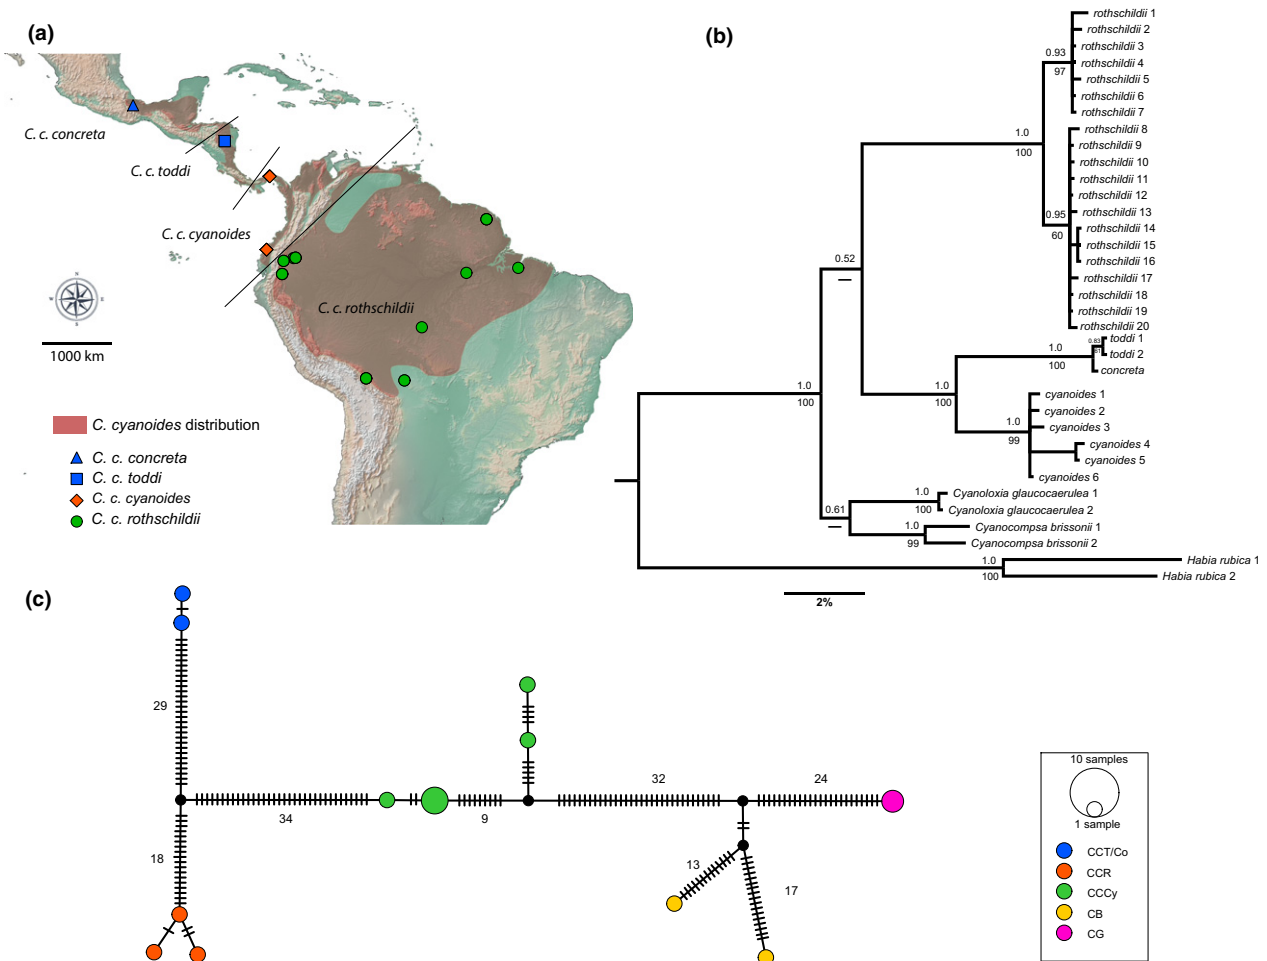 (a)
C. c. concreta
C. c. toddi
C. c. cyanoides
C. c. rothschildii
N
W
E
S
1000 km
C. cyanoides distribution
C. c. concreta
C. c. toddi
C. c. cyanoides
C. c. rothschildii
(b)
rothschildii 1
rothschildii 2
0.93
rothschildii 3
rothschildii 4
97
rothschildii 5
rothschildii 6
rothschildii 7
1.0
rothschildii 8
100
rothschildii 9
rothschildii 10
rothschildii 11
rothschildii 12
0.95
rothschildii 13
rothschildii 14
60
rothschildii 15
rothschildii 16
0.52
rothschildii 17
rothschildii 18
rothschildii 19
rothschildii 20
0.83
toddi 1
1.0
toddi 2
100
concreta
1.0
100
1.0
100
cyanoides 1
cyanoides 2
1.0
cyanoides 3
99
cyanoides 4
cyanoides 5
cyanoides 6
1.0
Cyanoloxia glaucocaerulea 1
0.61
100
Cyanoloxia glaucocaerulea 2
1.0
Cyanocompsa brissonii 1
99
Cyanocompsa brissonii 2
1.0
Habia rubica 1
100
Habia rubica 2
2%
(c)
29
34
18
9
32
24
13
17
10 samples
1 sample
CCT/Co
CCR
CCCy
CB
CG